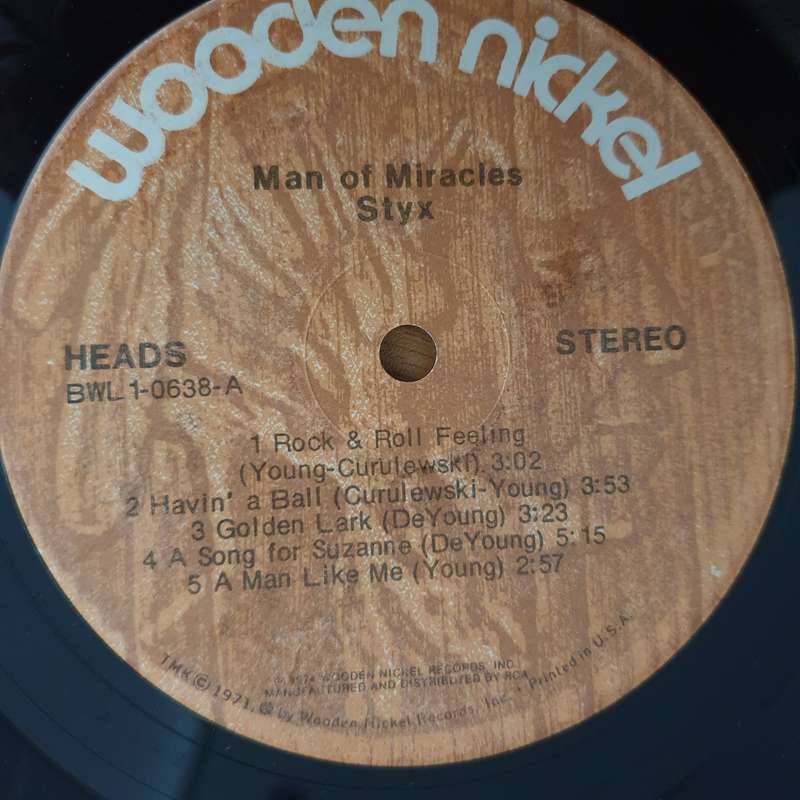 wooden nickel
Man of Miracles
Styx
HEADS
STEREO
BWL 1-0638-A
1 Rock & Roll Feeling
(Young-Curulewski) 3:02
2 Havin' a Ball (Curulewski-Young) 3:53
3 Golden Lark (DeYoung) 3:23
4 A Song for Suzanne (DeYoung) 5:15
5 A Man Like Me (Young) 2:57
℗ 1974 WOODEN NICKEL RECORDS, INC.
MANUFACTURED AND DISTRIBUTED BY RCA
TMK © 1971, by Wooden Nickel Records, Inc. • Printed in U.S.A.